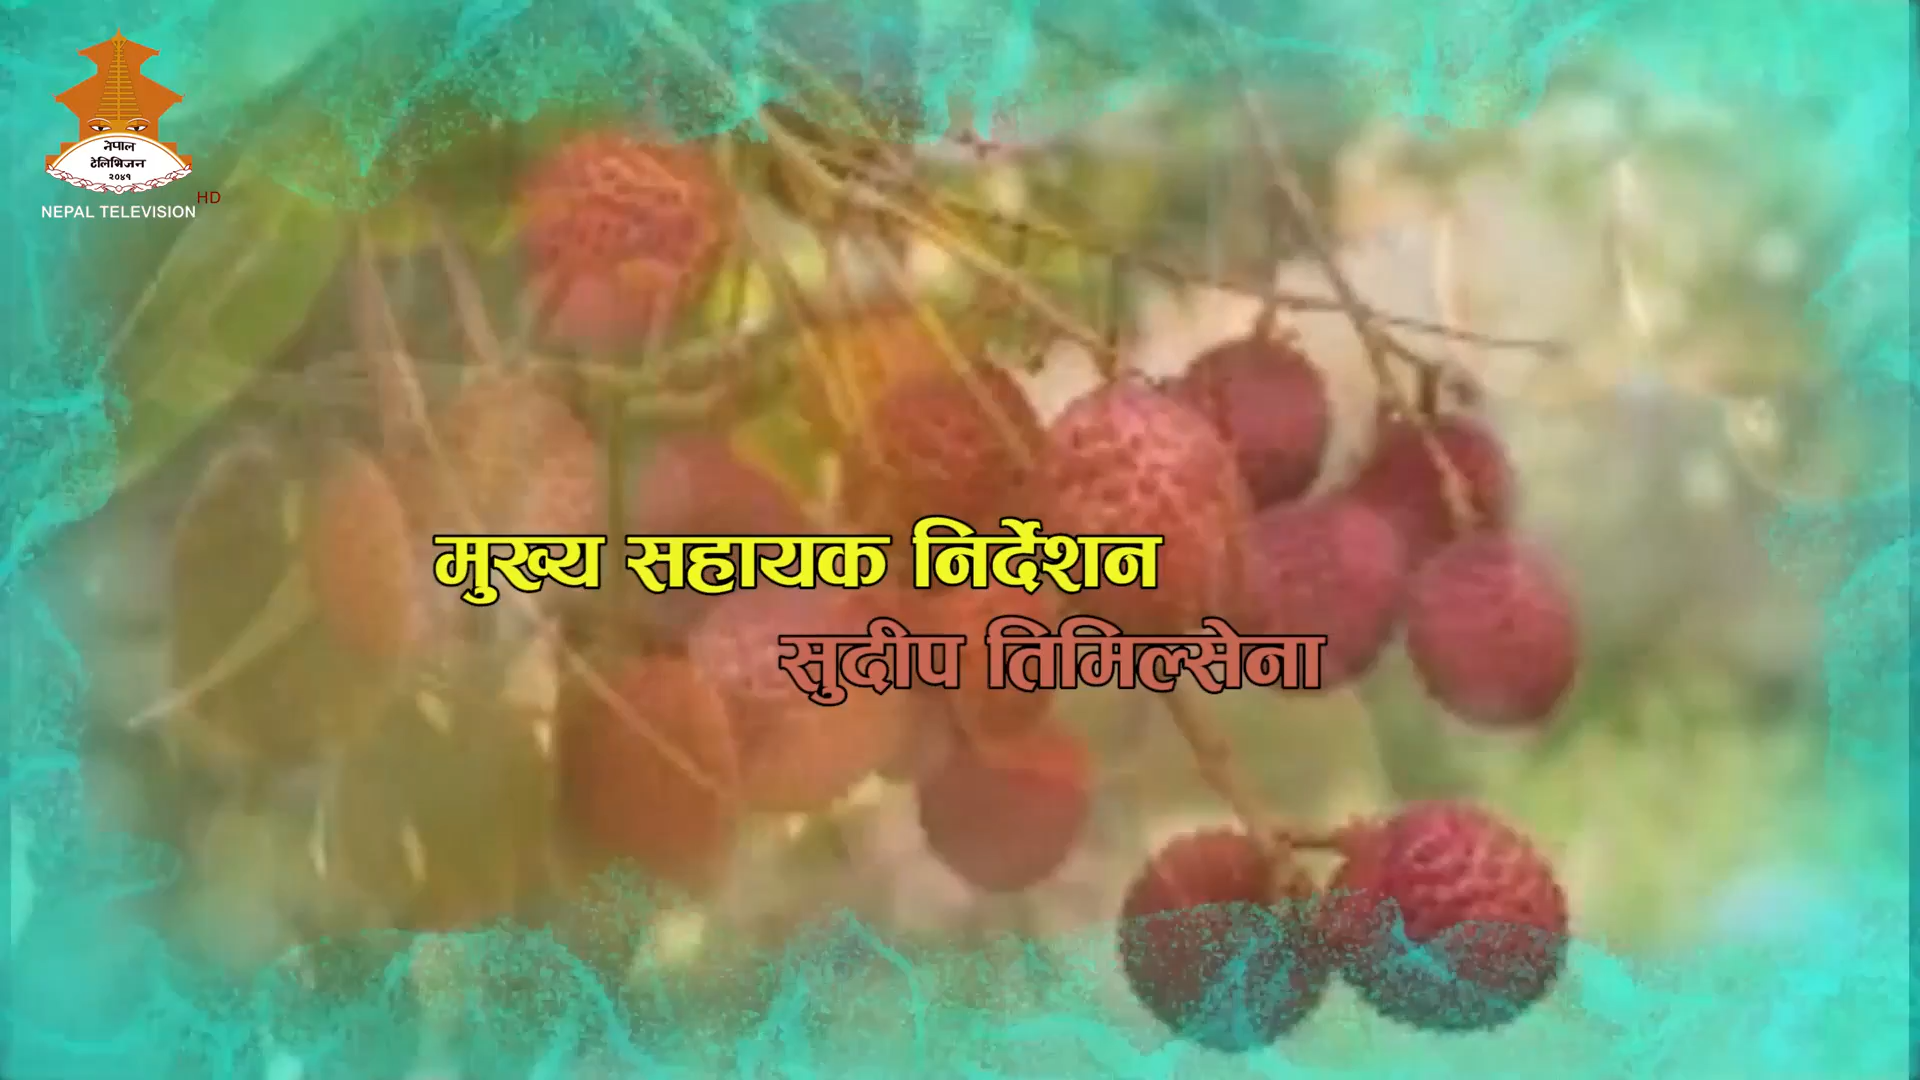 नेपाल
टेलिभिजन
२०४१
HD
NEPAL TELEVISION
मुख्य सहायक निर्देशन
सुदीप तिमिल्सेना